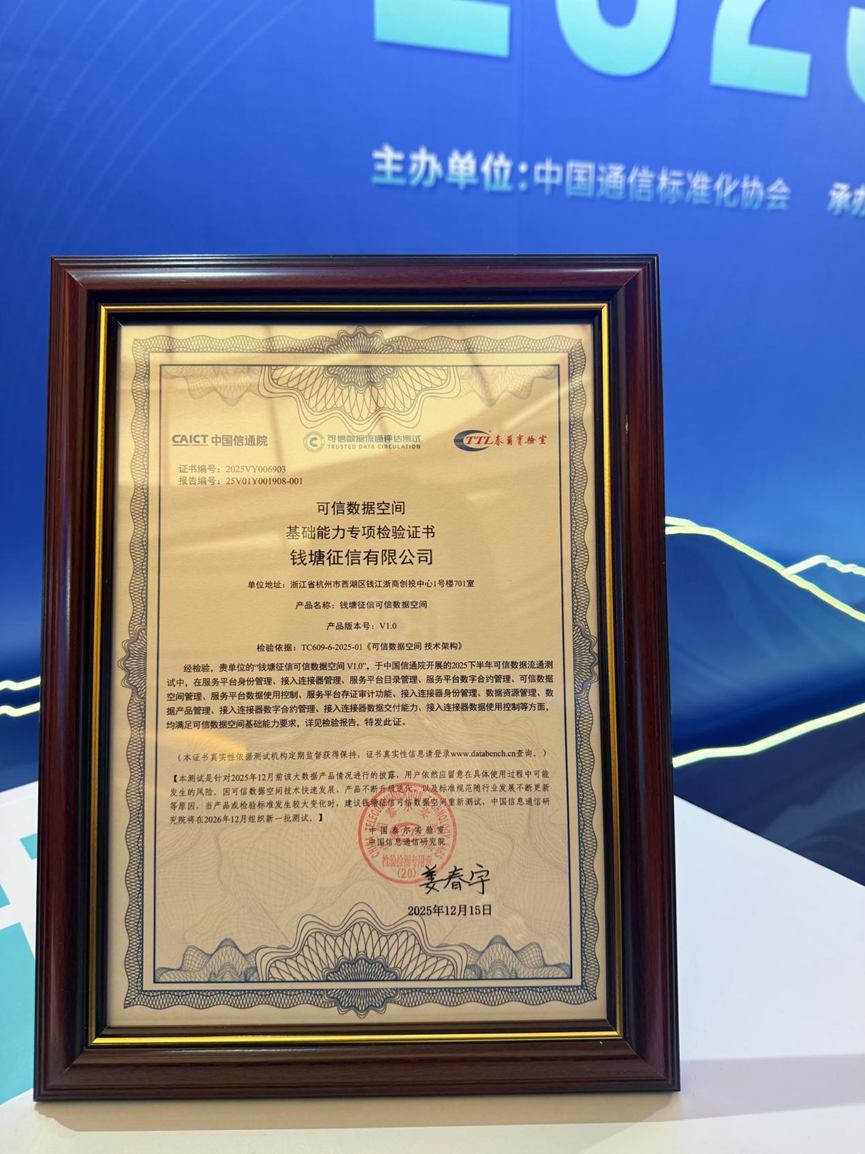 202
主办单位：中国通信标准化协会 承办
CAICT 中国信通院
可信数据流通评估测试
TRUSTED DATA CIRCULATION
TTL 泰爾實驗室
证书编号：2025VY006903
报告编号：25V01Y001908-001
可信数据空间
基础能力专项检验证书
钱塘征信有限公司
单位地址：浙江省杭州市西湖区钱江浙商创投中心1号楼701室
产品名称：钱塘征信可信数据空间
产品版本号：V1.0
检验依据：TC609-6-2025-01《可信数据空间 技术架构》
经检验，贵单位的“钱塘征信可信数据空间 V1.0”，于中国信通院开展的2025下半年可信数据流通测
试中，在服务平台身份管理、接入连接器管理、服务平台目录管理、服务平台数字合约管理、可信数据
空间管理、服务平台数据使用控制、服务平台存证审计功能、接入连接器身份管理、数据资源管理、数
据产品管理、接入连接器数字合约管理、接入连接器数据交付能力、接入连接器数据使用控制等方面，
均满足可信数据空间基础能力要求，详见检验报告，特发此证。
（本证书真实性依据测试机构定期监督获得保持，证书真实性信息请登录www.databench.cn查询。）
【本测试是针对2025年12月前该大数据产品情况进行的披露，用户依然应留意在具体使用过程中可能
发生的风险。因可信数据空间技术快速发展，产品不断升级迭代，以及标准规范随行业发展不断更新
等原因，当产品或检验标准发生较大变化时，建议钱塘征信可信数据空间重新测试，中国信息通信研
究院将在2026年12月组织新一批测试。】
中国泰尔实验室
中国信息通信研究院
检验检测专用章
(20)
姜春宇
2025年12月15日